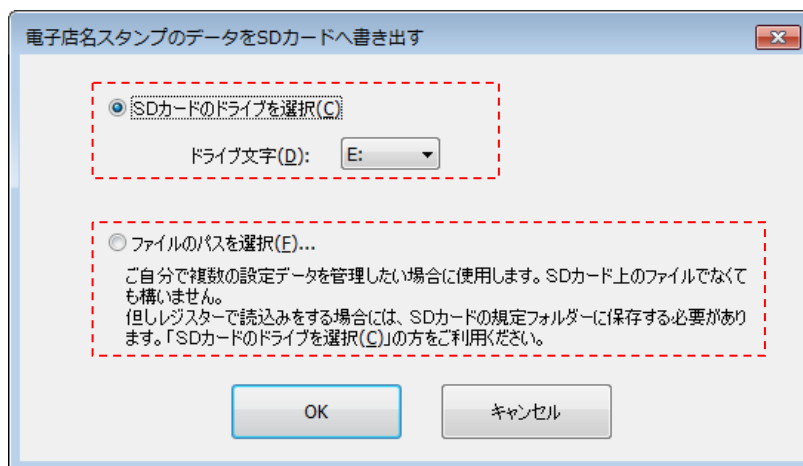 電子店名スタンプのデータをSDカードへ書き出す
SDカードのドライブを選択(C)
ドライブ文字(D):
E:
ファイルのパスを選択(F)...
ご自分で複数の設定データを管理したい場合に使用します。SDカード上のファイルでなくて
も構いません。
但しレジスターで読込みをする場合には、SDカードの規定フォルダーに保存する必要があり
ます。「SDカードのドライブを選択(C)」の方をご利用ください。
OK
キャンセル